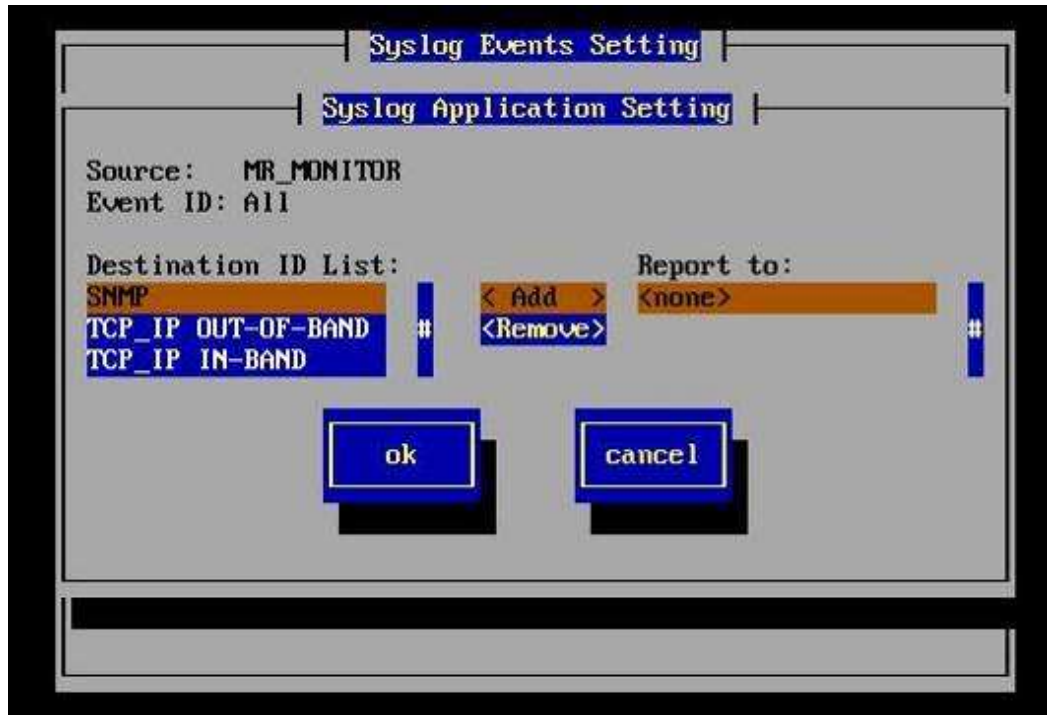 Syslog Events Setting
Syslog Application Setting
Source: MR_MONITOR
Event ID: All
Destination ID List: Report to:
SNMP < Add > <none>
TCP_IP OUT-OF-BAND # <Remove> #
TCP_IP IN-BAND
ok cancel